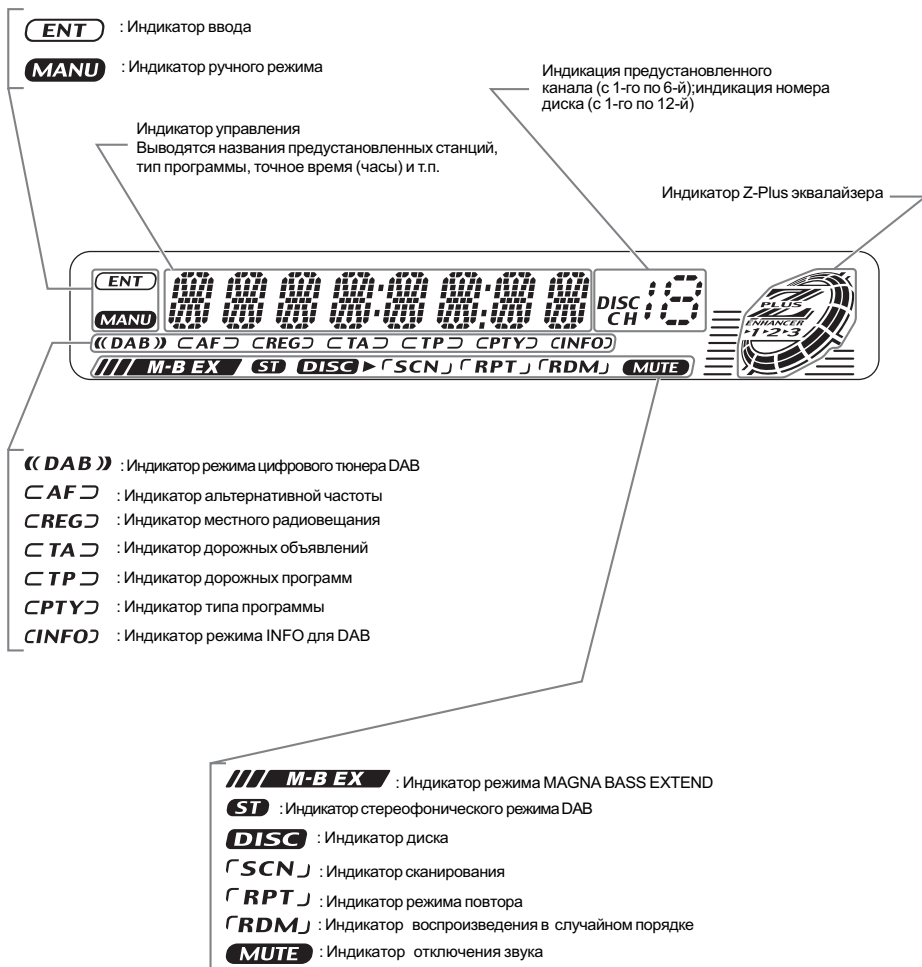 ENT : Индикатор ввода
MANU : Индикатор ручного режима
Индикация предустановленного
канала (с 1-го по 6-й);индикация номера
диска (с 1-го по 12-й)
Индикатор управления
Выводятся названия предустановленных станций,
тип программы, точное время (часы) и т.п.
Индикатор Z-Plus эквалайзера
ENT
MANU
DISC
CH
Z
PLUS
ENHANCER
1 2 3
((DAB)) AF REG TA TP PTY INFO
M-B EX ST DISC SCN RPT RDM MUTE
((DAB)) : Индикатор режима цифрового тюнера DAB
AF : Индикатор альтернативной частоты
REG : Индикатор местного радиовещания
TA : Индикатор дорожных объявлений
TP : Индикатор дорожных программ
PTY : Индикатор типа программы
INFO : Индикатор режима INFO для DAB
M-B EX : Индикатор режима MAGNA BASS EXTEND
ST : Индикатор стереофонического режима DAB
DISC : Индикатор диска
SCN : Индикатор сканирования
RPT : Индикатор режима повтора
RDM : Индикатор воспроизведения в случайном порядке
MUTE : Индикатор отключения звука